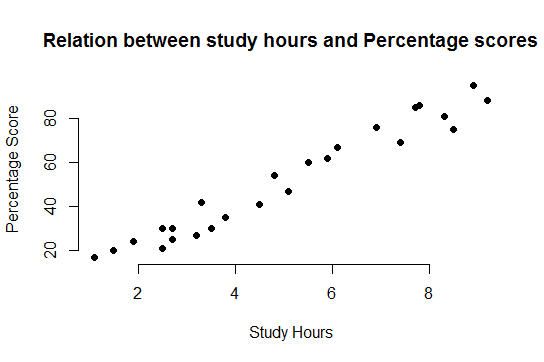 Relation between study hours and Percentage scores
Percentage Score
80
60
40
20
2 4 6 8
Study Hours